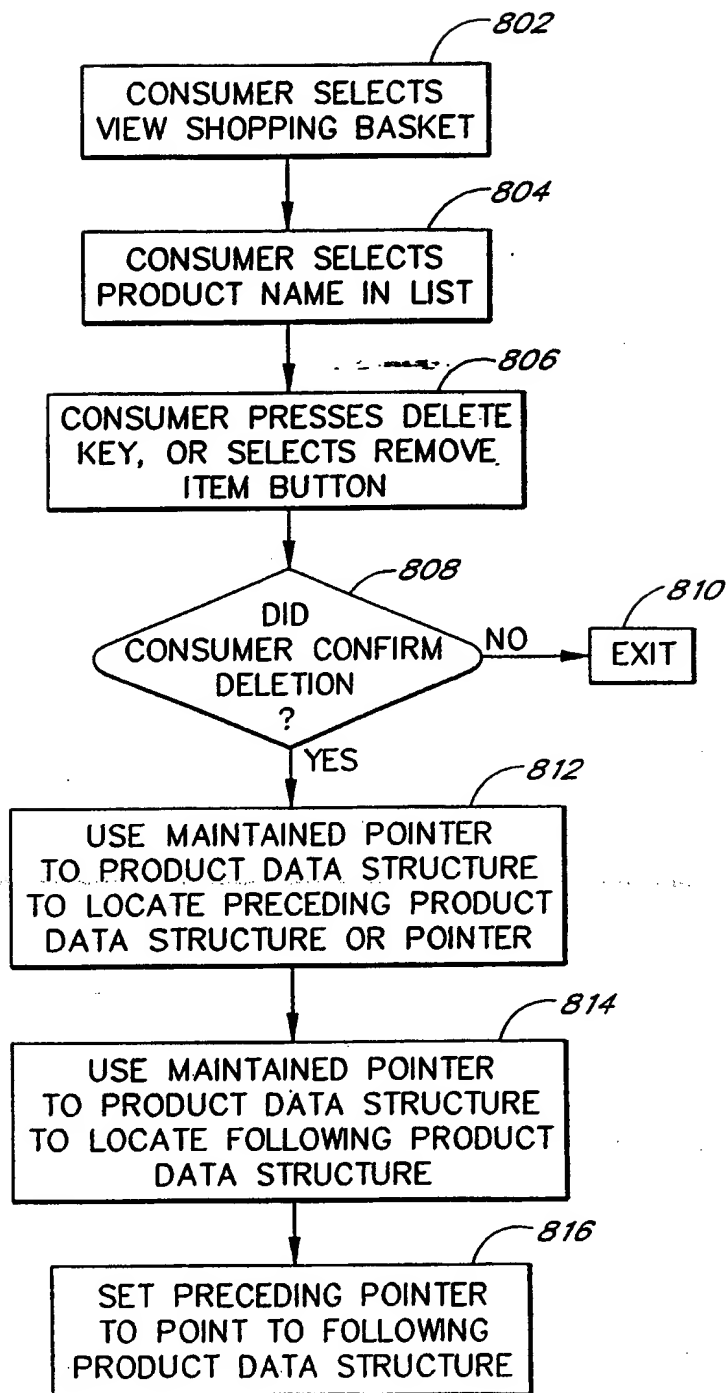 802
CONSUMER SELECTS
VIEW SHOPPING BASKET
804
CONSUMER SELECTS
PRODUCT NAME IN LIST
806
CONSUMER PRESSES DELETE
KEY, OR SELECTS REMOVE
ITEM BUTTON
808
DID
CONSUMER CONFIRM
DELETION
?
NO
810
EXIT
YES
812
USE MAINTAINED POINTER
TO PRODUCT DATA STRUCTURE
TO LOCATE PRECEDING PRODUCT
DATA STRUCTURE OR POINTER
814
USE MAINTAINED POINTER
TO PRODUCT DATA STRUCTURE
TO LOCATE FOLLOWING PRODUCT
DATA STRUCTURE
816
SET PRECEDING POINTER
TO POINT TO FOLLOWING
PRODUCT DATA STRUCTURE